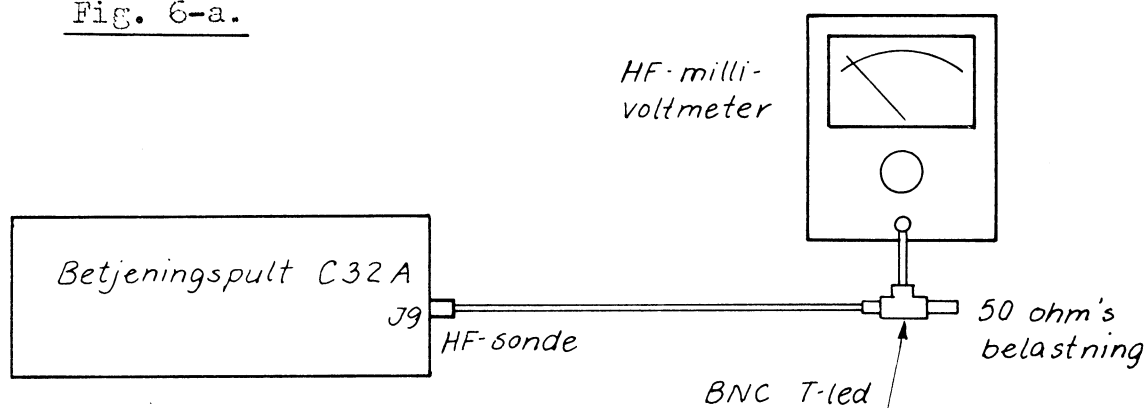 Fig. 6-a.
HF-milli-
voltmeter
Betjeningspult C32A
J9
HF-sonde
50 ohm's
belastning
BNC T-led